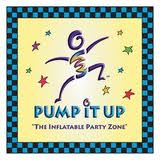 PUMP IT UP
"THE INFLATABLE PARTY ZONE"